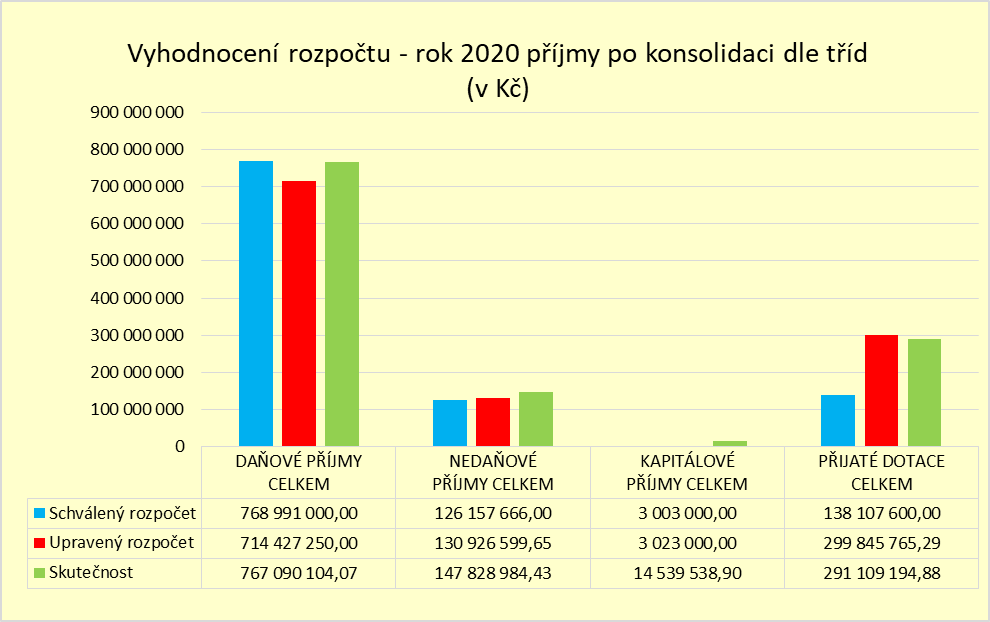 Vyhodnocení rozpočtu - rok 2020 příjmy po konsolidaci dle tříd
(v Kč)
900 000 000
800 000 000
700 000 000
600 000 000
500 000 000
400 000 000
300 000 000
200 000 000
100 000 000
0
DAŇOVÉ PŘÍJMY CELKEM
NEDAŇOVÉ PŘÍJMY CELKEM
KAPITÁLOVÉ PŘÍJMY CELKEM
PŘIJATÉ DOTACE CELKEM
Schválený rozpočet 768 991 000,00 126 157 666,00 3 003 000,00 138 107 600,00
Upravený rozpočet 714 427 250,00 130 926 599,65 3 023 000,00 299 845 765,29
Skutečnost 767 090 104,07 147 828 984,43 14 539 538,90 291 109 194,88